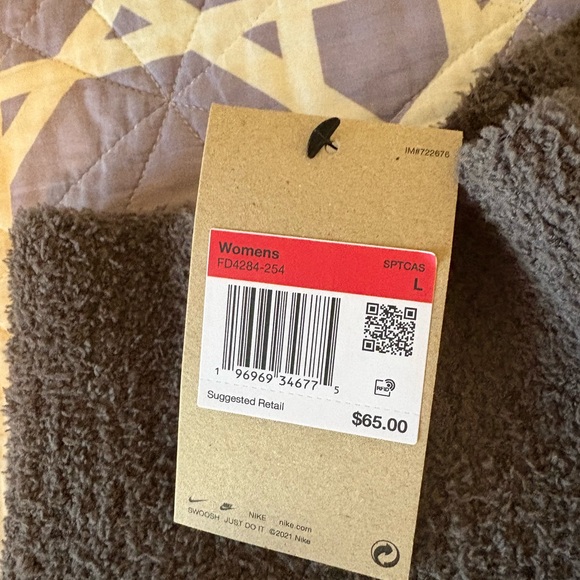 IM#722676
Womens
FD4284-254 SPTCAS
L
1 96969 34677 5
RFID
Suggested Retail
$65.00
NIKE nike.com
SWOOSH JUST DO IT ©2021 Nike